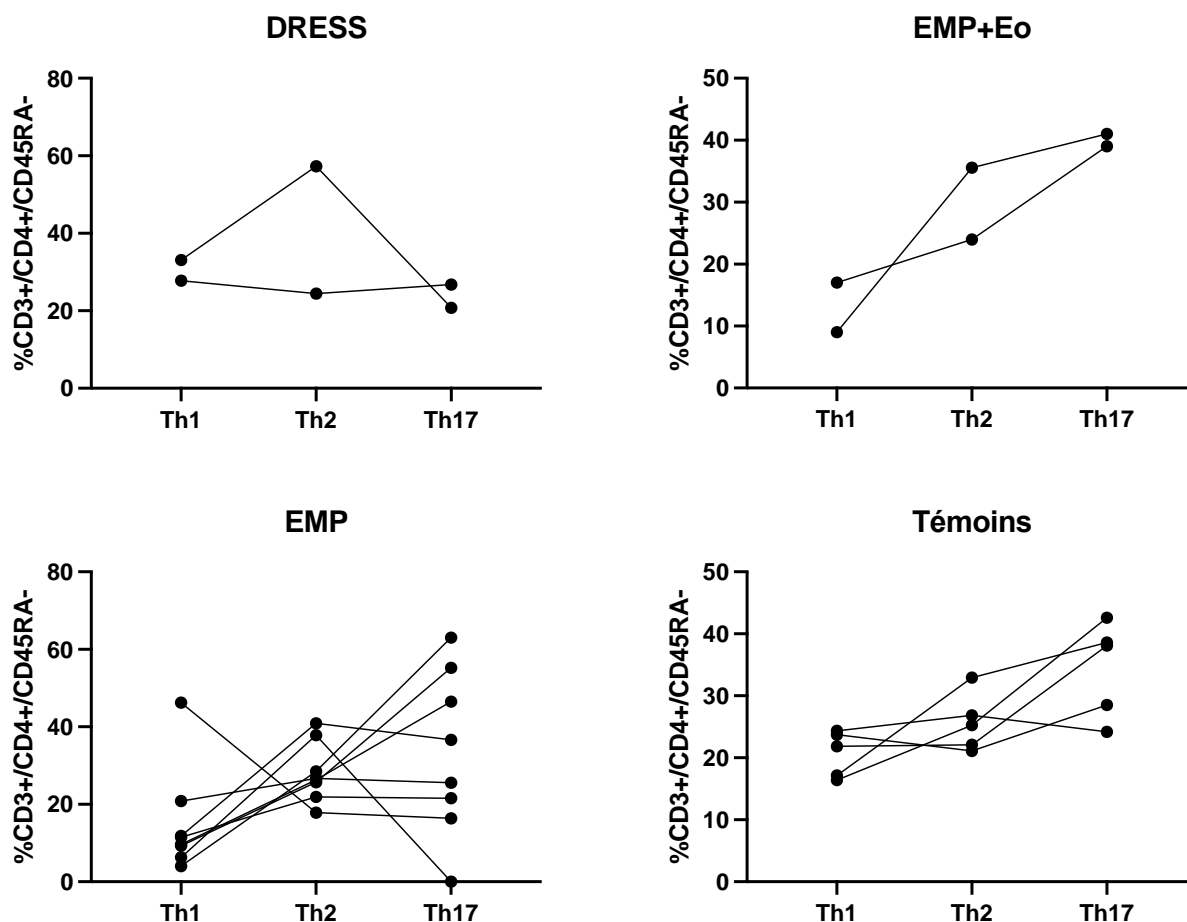 DRESS
%CD3+/CD4+/CD45RA-
80
60
40
20
0
Th1 Th2 Th17
EMP+Eo
%CD3+/CD4+/CD45RA-
50
40
30
20
10
0
Th1 Th2 Th17
EMP
%CD3+/CD4+/CD45RA-
80
60
40
20
0
Th1 Th2 Th17
Témoins
%CD3+/CD4+/CD45RA-
50
40
30
20
10
0
Th1 Th2 Th17